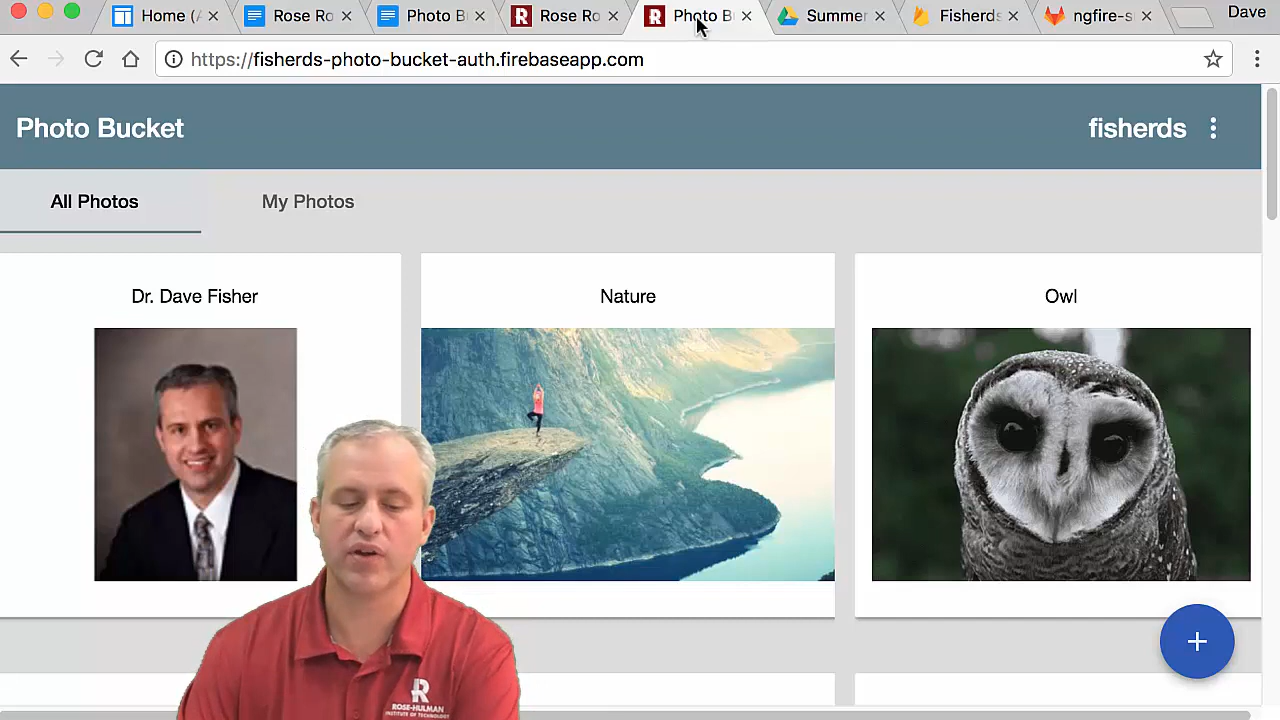 Home (
Rose Ro
Photo B
Rose Ro
Photo B
Summer
Fisherds
ngfire-s
Dave
https://fisherds-photo-bucket-auth.firebaseapp.com
Photo Bucket
fisherds
All Photos
My Photos
Dr. Dave Fisher
Nature
Owl
ROSE-HULMAN
INSTITUTE OF TECHNOLOGY